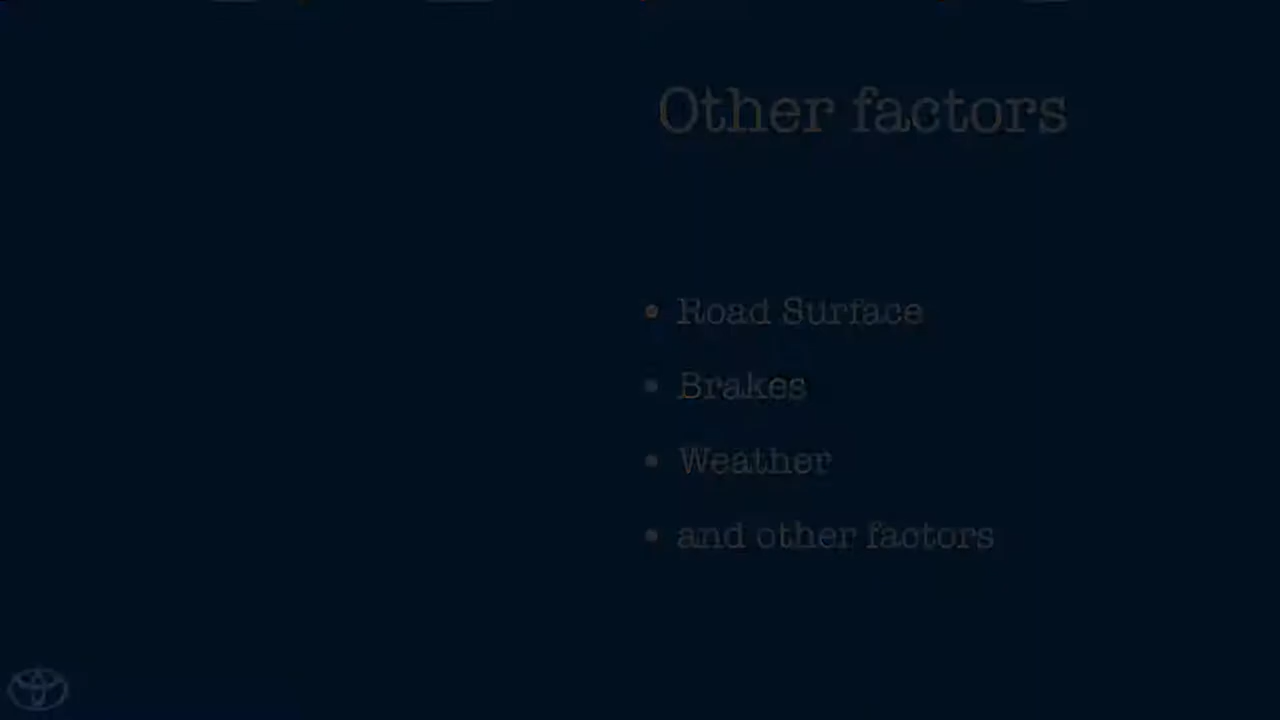 Other factors
• Road Surface
• Brakes
• Weather
• and other factors